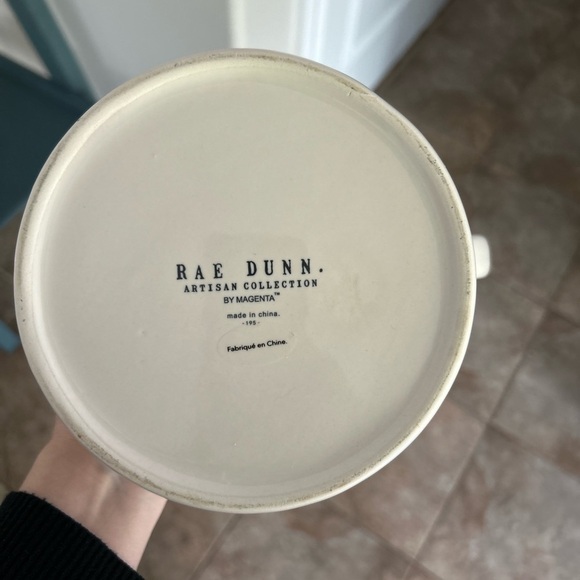 RAE DUNN.
ARTISAN COLLECTION
BY MAGENTA™
made in china.
-195-
Fabriqué en Chine.